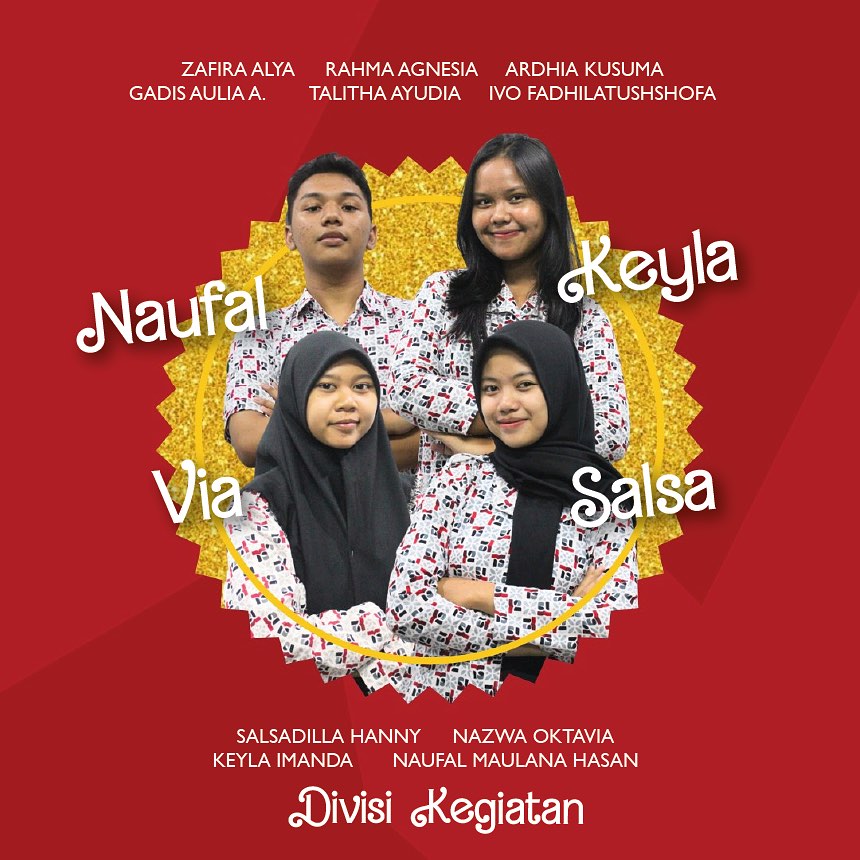 ZAFIRA ALYA RAHMA AGNESIA ARDHIA KUSUMA
GADIS AULIA A. TALITHA AYUDIA IVO FADHILATUSHSHOFA
Naufal
Keyla
Via
Salsa
SALSADILLA HANNY NAZWA OKTAVIA
KEYLA IMANDA NAUFAL MAULANA HASAN
Divisi Kegiatan